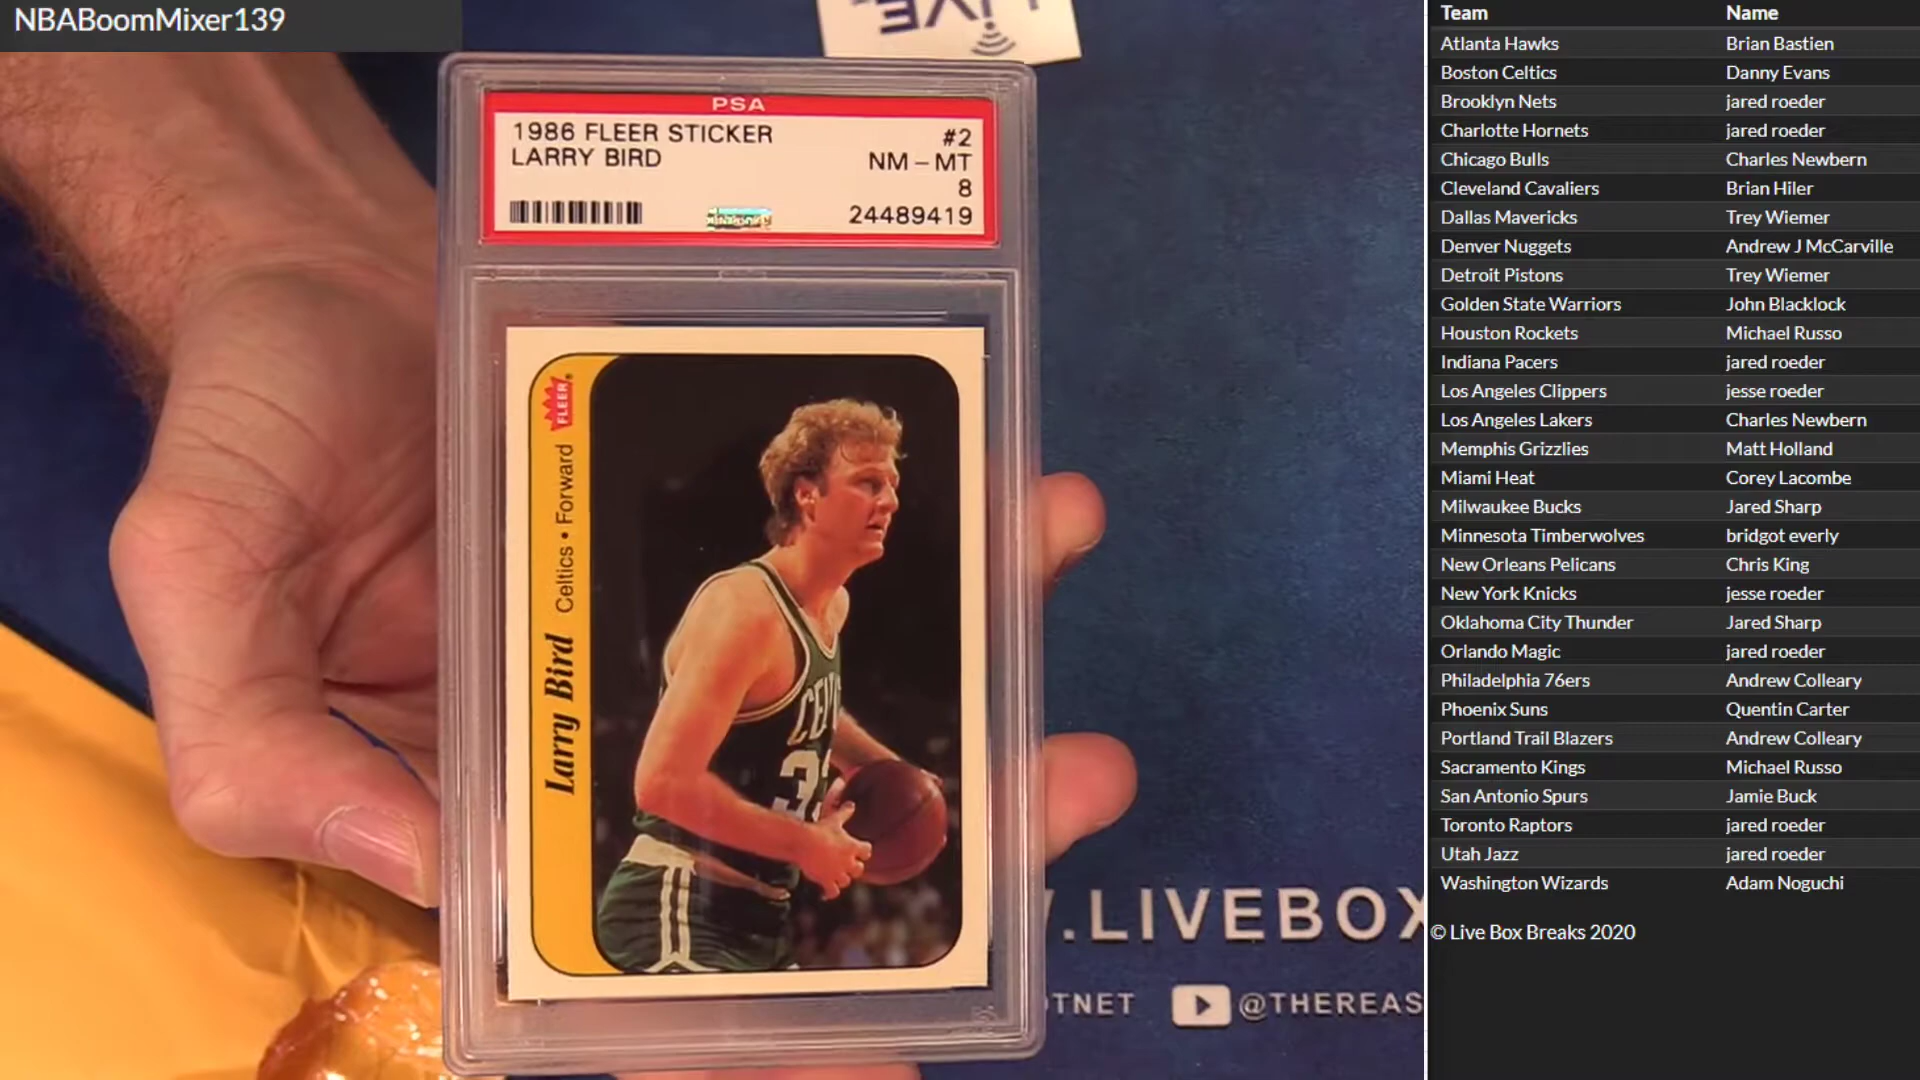 NBABoomMixer139
LIVE
PSA
1986 FLEER STICKER #2
LARRY BIRD NM - MT
8
24489419
FLEER
Larry Bird Celtics • Forward
CELT
33
.LIVEBOX
OTNET @THEREAS
Team Name
Atlanta Hawks Brian Bastien
Boston Celtics Danny Evans
Brooklyn Nets jared roeder
Charlotte Hornets jared roeder
Chicago Bulls Charles Newbern
Cleveland Cavaliers Brian Hiler
Dallas Mavericks Trey Wiemer
Denver Nuggets Andrew J McCarville
Detroit Pistons Trey Wiemer
Golden State Warriors John Blacklock
Houston Rockets Michael Russo
Indiana Pacers jared roeder
Los Angeles Clippers jesse roeder
Los Angeles Lakers Charles Newbern
Memphis Grizzlies Matt Holland
Miami Heat Corey Lacombe
Milwaukee Bucks Jared Sharp
Minnesota Timberwolves bridgot everly
New Orleans Pelicans Chris King
New York Knicks jesse roeder
Oklahoma City Thunder Jared Sharp
Orlando Magic jared roeder
Philadelphia 76ers Andrew Colleary
Phoenix Suns Quentin Carter
Portland Trail Blazers Andrew Colleary
Sacramento Kings Michael Russo
San Antonio Spurs Jamie Buck
Toronto Raptors jared roeder
Utah Jazz jared roeder
Washington Wizards Adam Noguchi
© Live Box Breaks 2020